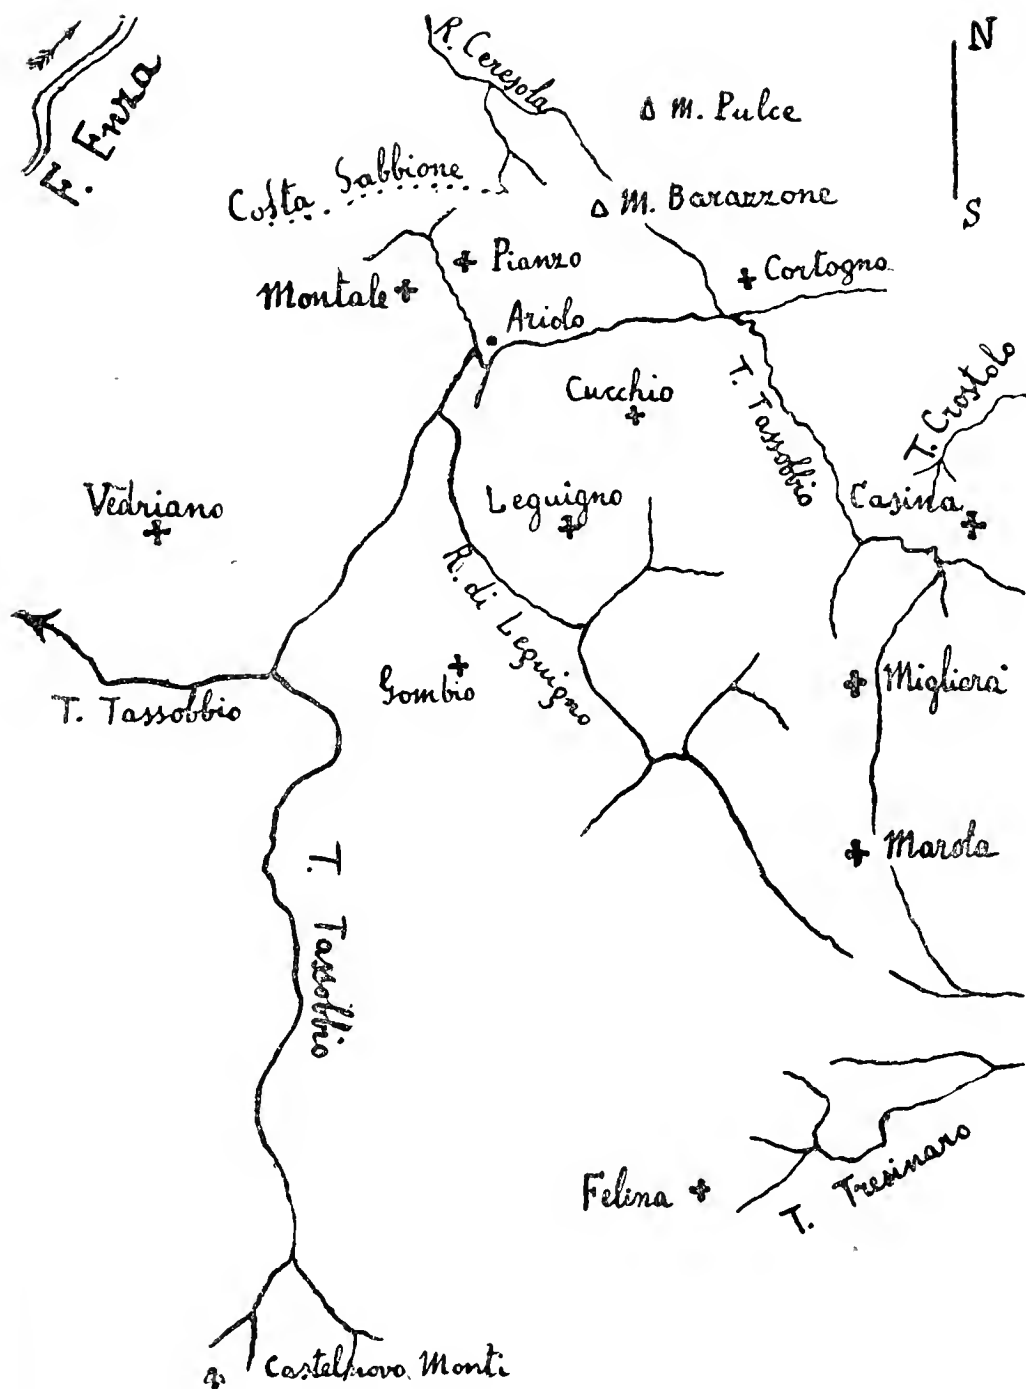 F. Enza
R. Ceresola
N
S
M. Pulce
Costa Sabbione
M. Barazzone
Pianzo
Cortogno
Montale
Ariolo
Cucchio
T. Tassobbio
T. Crostolo
Vedriano
Leguigno
Casina
R. di Leguigno
Gombio
Migliara
T. Tassobbio
Marola
T. Tassobbio
Felina
T. Tresinaro
Castelnovo Monti